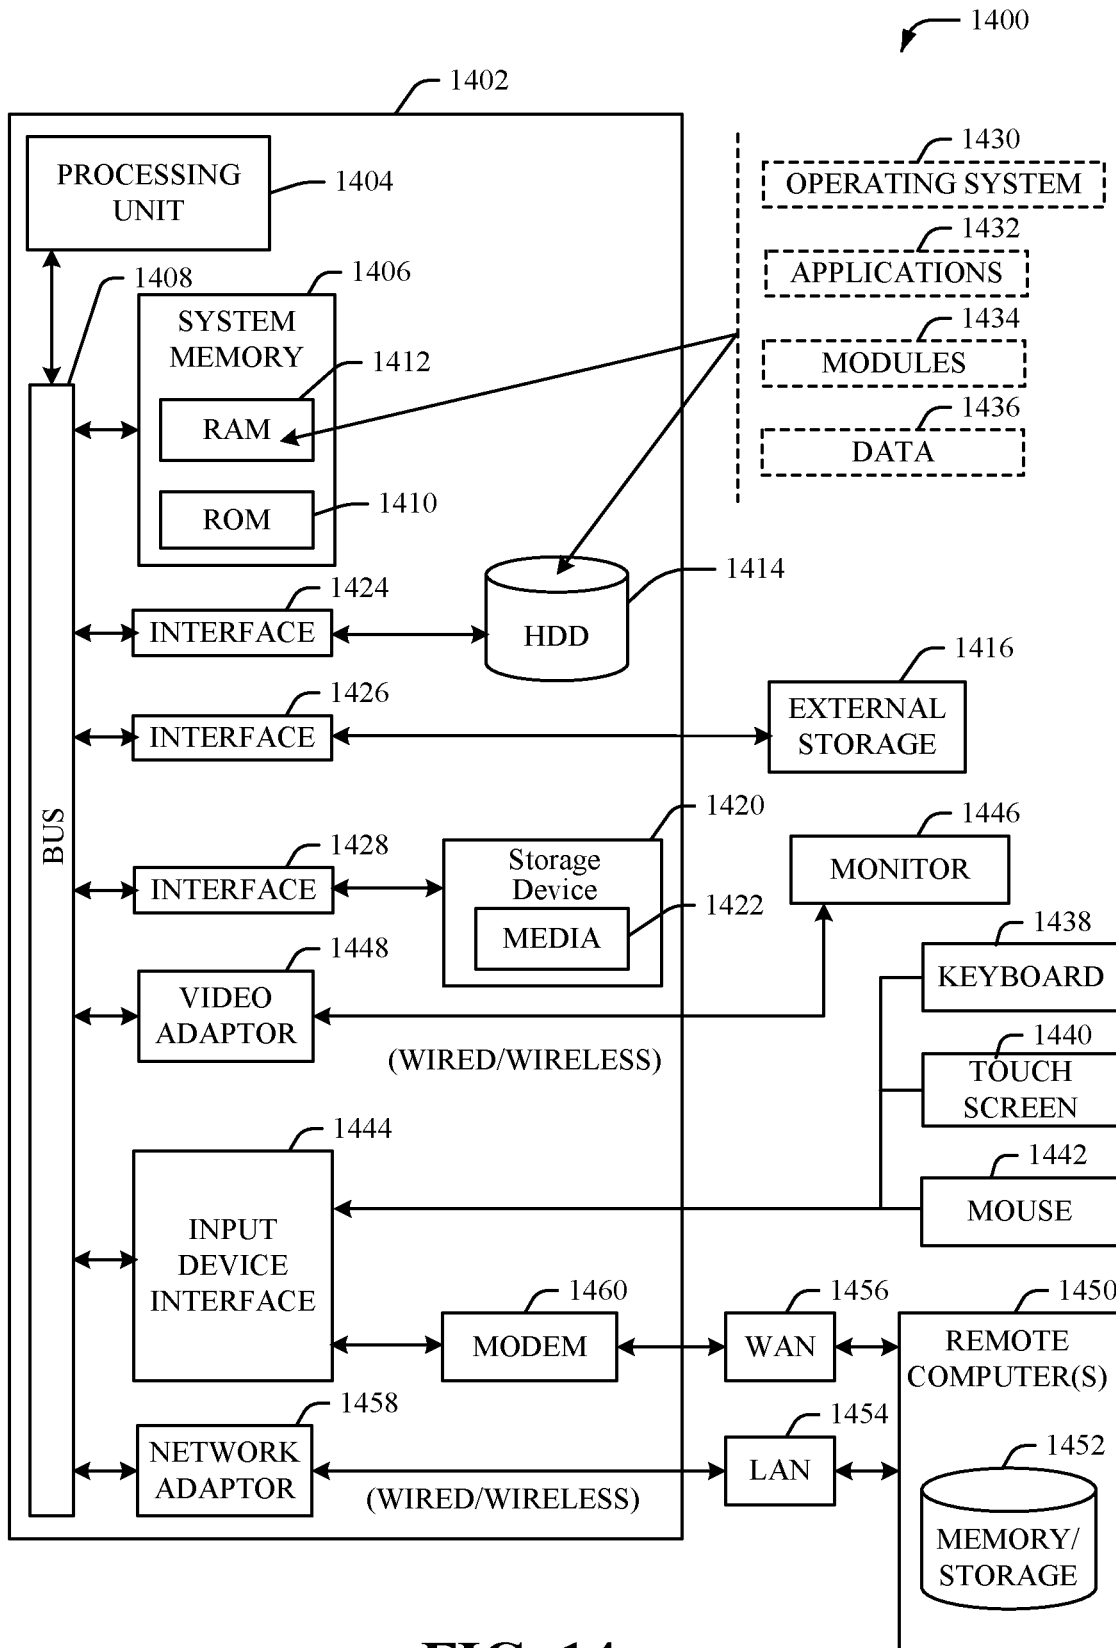 1400
1402
PROCESSING
UNIT
1404
1430
OPERATING SYSTEM
1432
APPLICATIONS
1434
MODULES
1436
DATA
1408
1406
SYSTEM
MEMORY
1412
RAM
1410
ROM
1424
INTERFACE
1414
HDD
1426
INTERFACE
1416
EXTERNAL
STORAGE
BUS
1428
INTERFACE
1420
Storage
Device
1422
MEDIA
1446
MONITOR
1448
VIDEO
ADAPTOR
(WIRED/WIRELESS)
1438
KEYBOARD
1440
TOUCH
SCREEN
1442
MOUSE
1444
INPUT
DEVICE
INTERFACE
1460
MODEM
1456
WAN
1450
REMOTE
COMPUTER(S)
1458
NETWORK
ADAPTOR
(WIRED/WIRELESS)
1454
LAN
1452
MEMORY/
STORAGE
FIG. 14